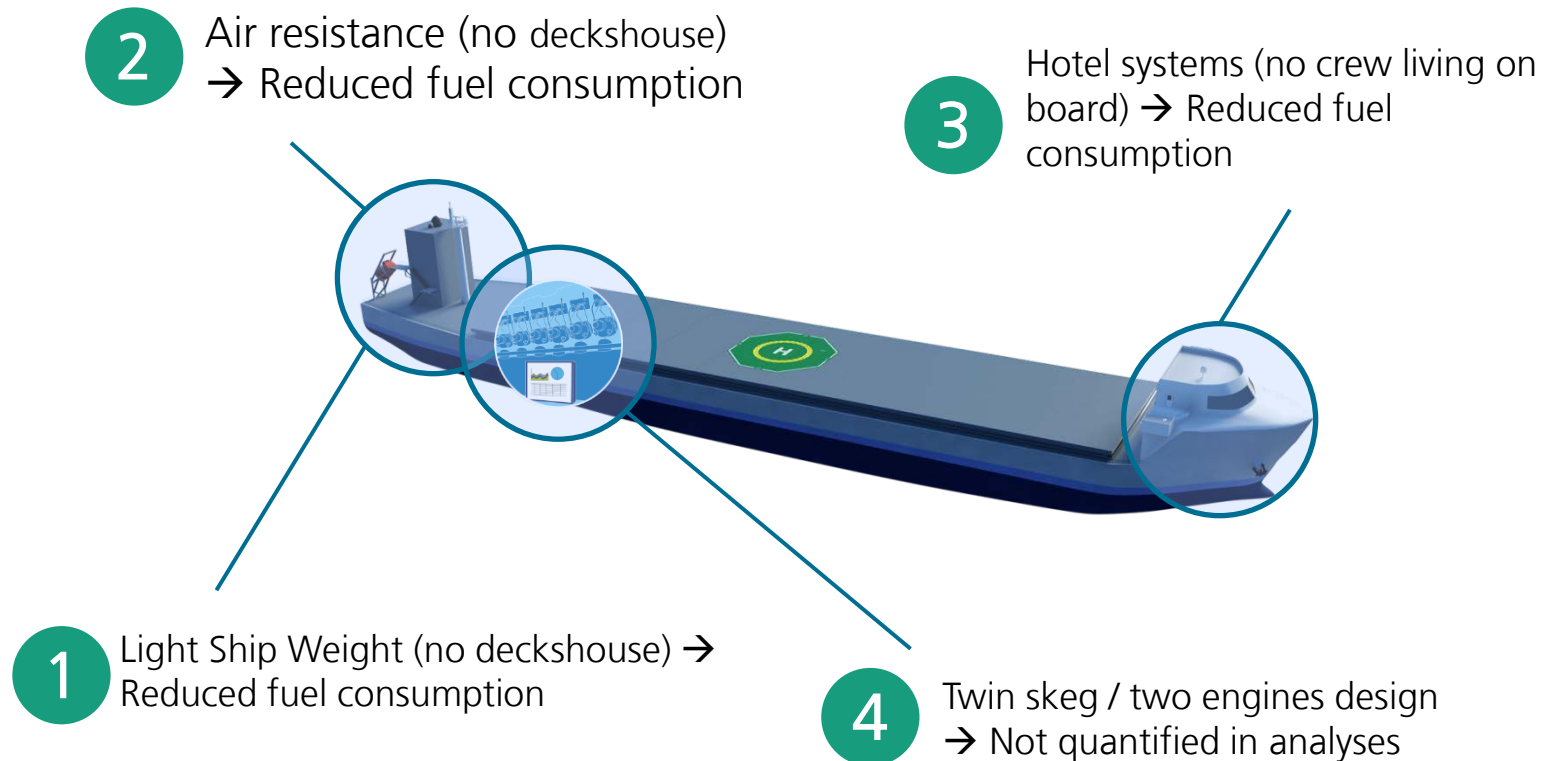 2
Air resistance (no deckshouse)
→ Reduced fuel consumption
3
Hotel systems (no crew living on
board) → Reduced fuel
consumption
H
1
Light Ship Weight (no deckshouse) →
Reduced fuel consumption
4
Twin skeg / two engines design
→ Not quantified in analyses